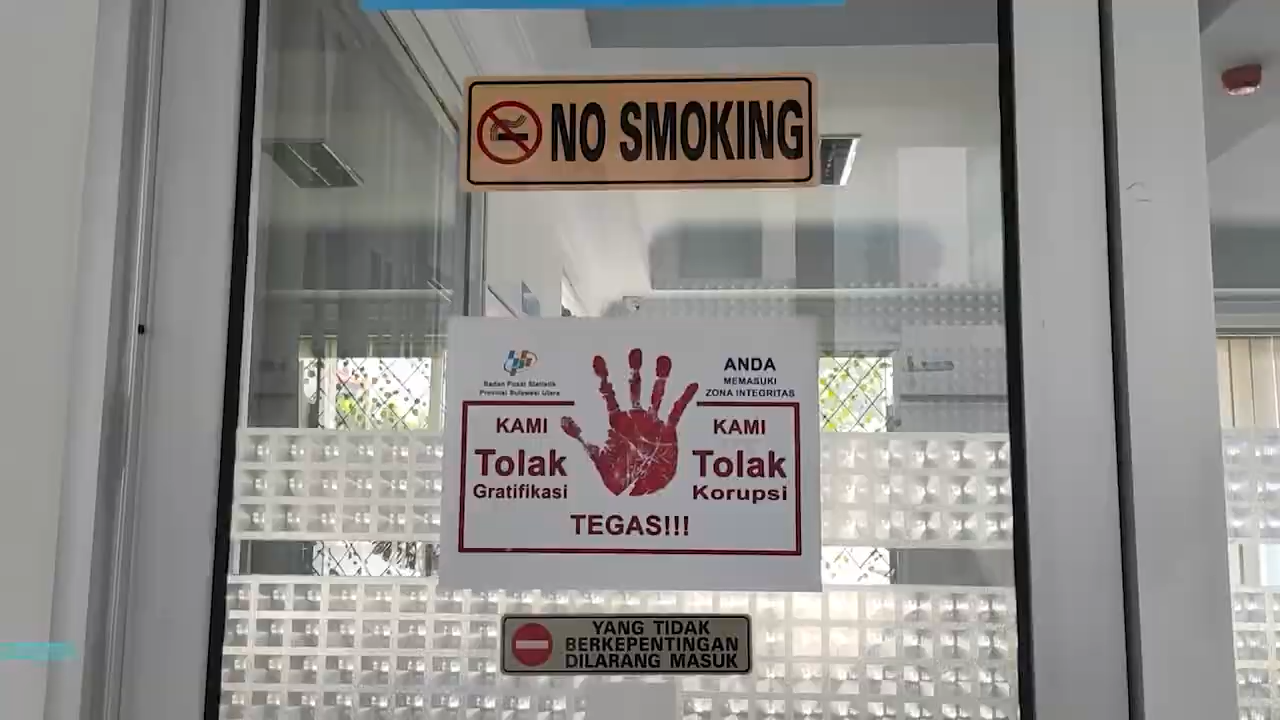 NO SMOKING
Badan Pusat Statistik
Provinsi Sulawesi Utara
ANDA
MEMASUKI
ZONA INTEGRITAS
KAMI
Tolak
Gratifikasi
KAMI
Tolak
Korupsi
TEGAS!!!
YANG TIDAK
BERKEPENTINGAN
DILARANG MASUK